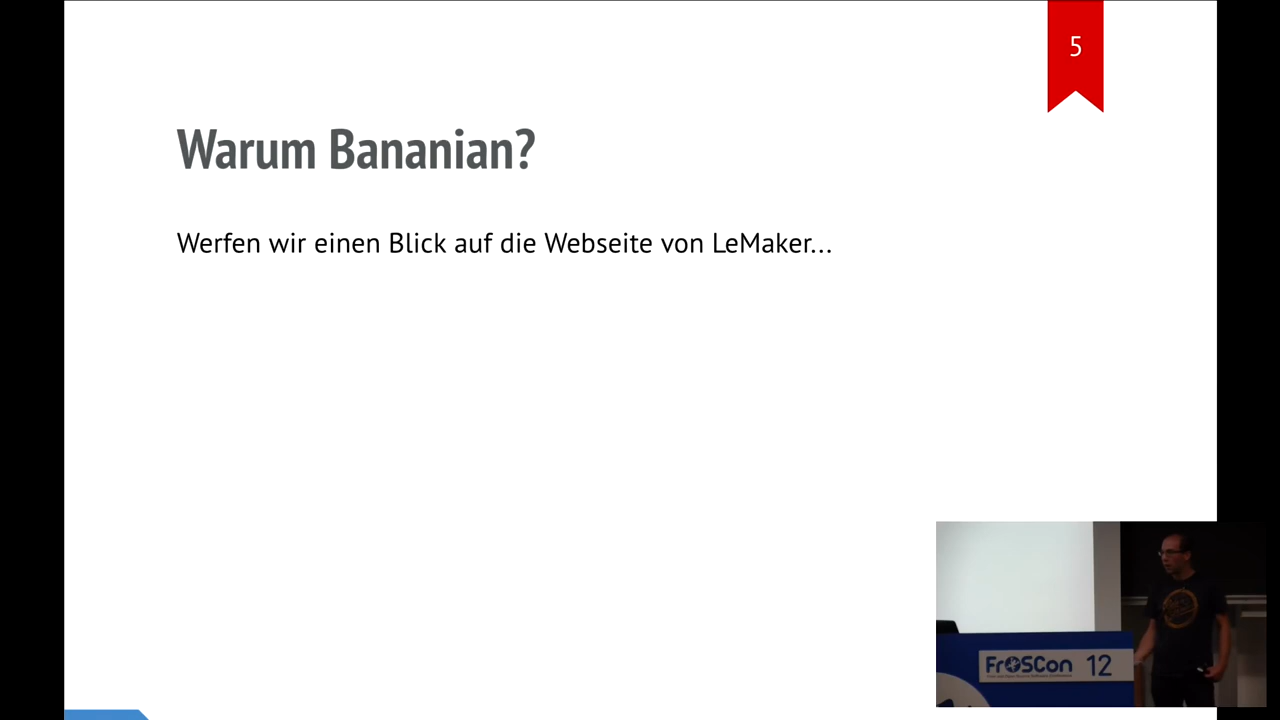 5
Warum Bananian?
Werfen wir einen Blick auf die Webseite von LeMaker...
FrOSCon 12